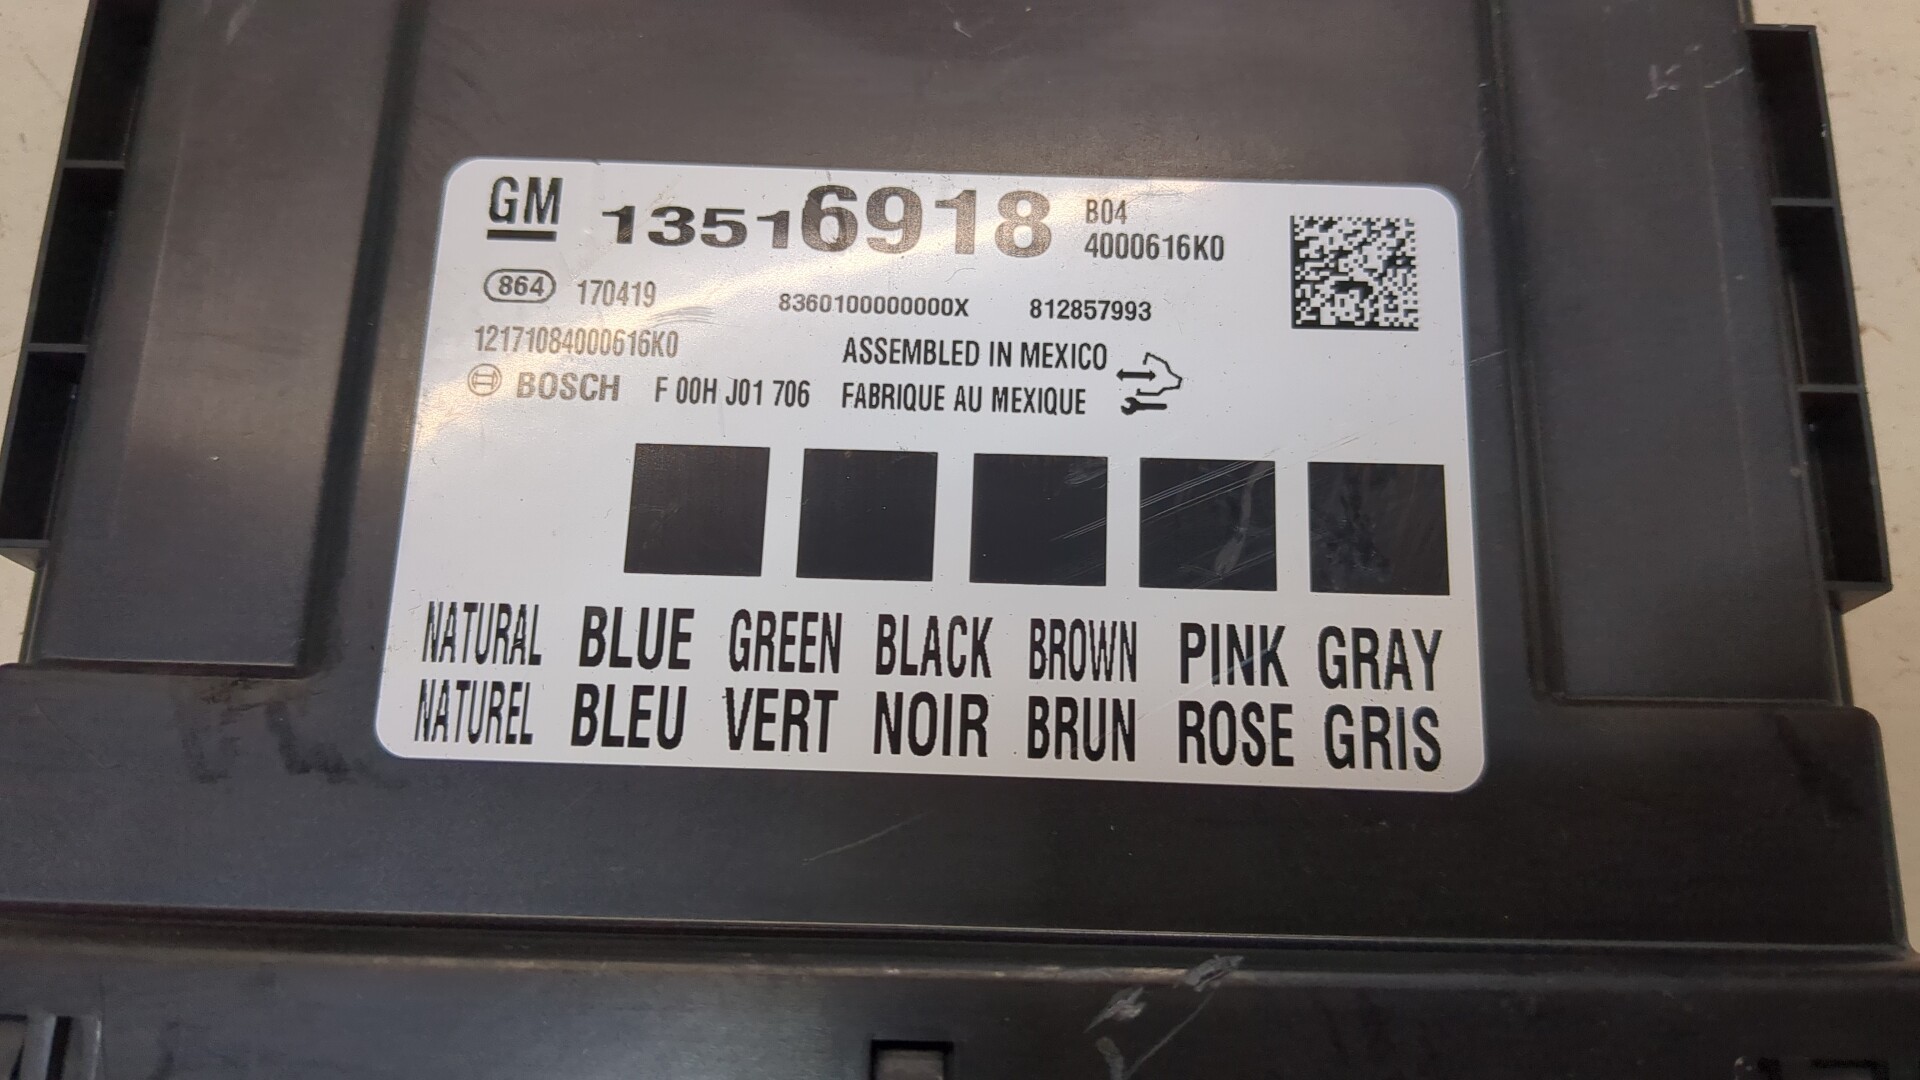 GM 13516918 B04
4000616K0
864 170419 8360100000000X 812857993
12171084000616K0 ASSEMBLED IN MEXICO
BOSCH F 00H J01 706 FABRIQUE AU MEXIQUE
NATURAL BLUE GREEN BLACK BROWN PINK GRAY
NATUREL BLEU VERT NOIR BRUN ROSE GRIS